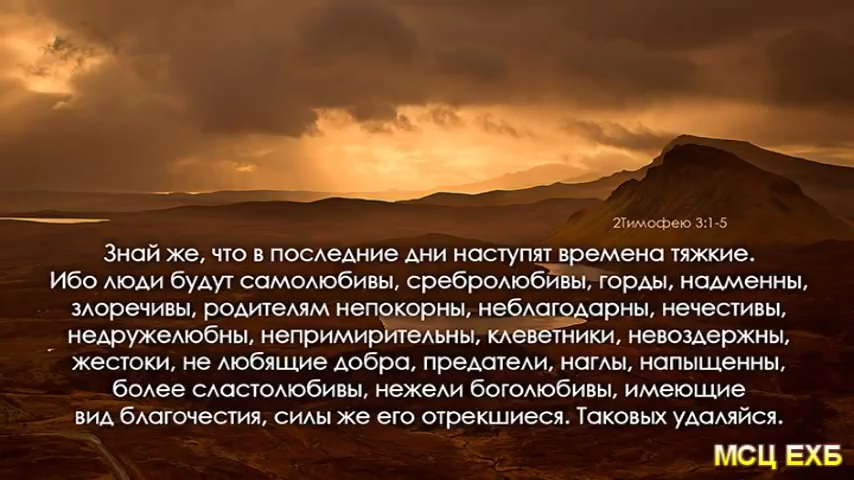 2Тимофею 3:1-5
Знай же, что в последние дни наступят времена тяжкие.
Ибо люди будут самолюбивы, сребролюбивы, горды, надменны,
злоречивы, родителям непокорны, неблагодарны, нечестивы,
недружелюбны, непримирительны, клеветники, невоздержны,
жестоки, не любящие добра, предатели, наглы, напыщенны,
более сластолюбивы, нежели боголюбивы, имеющие
вид благочестия, силы же его отрекшиеся. Таковых удаляйся.
МСЦ ЕХБ